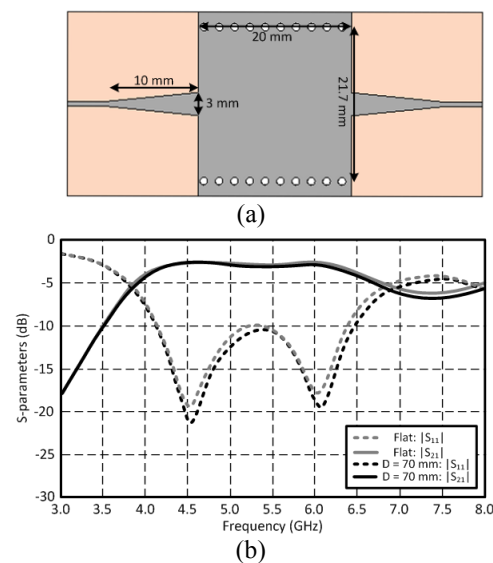 20 mm
10 mm
3 mm
21.7 mm
(a)
0
-5
-10
-15
-20
-25
-30
S-parameters (dB)
Flat: |S₁₁|
Flat: |S₂₁|
D = 70 mm: |S₁₁|
D = 70 mm: |S₂₁|
3.0 3.5 4.0 4.5 5.0 5.5 6.0 6.5 7.0 7.5 8.0
Frequency (GHz)
(b)